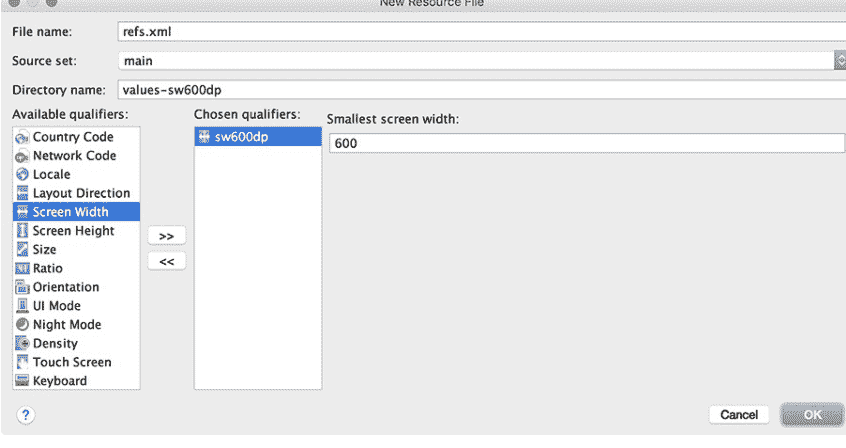 New Resource File
File name: refs.xml
Source set: main
Directory name: values-sw600dp
Available qualifiers:
Country Code
Network Code
Locale
Layout Direction
Screen Width
Screen Height
Size
Ratio
Orientation
UI Mode
Night Mode
Density
Touch Screen
Keyboard
>>
<<
Chosen qualifiers:
sw600dp
Smallest screen width:
600
?
Cancel
OK